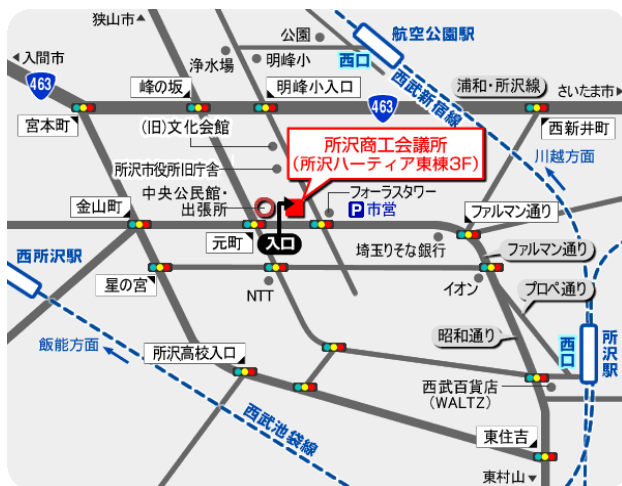 狭山市▲
公園
航空公園駅
◀入間市
浄水場
明峰小
西口
西武新宿線
463
峰の坂
明峰小入口
463
浦和・所沢線
さいたま市▶
宮本町
(旧)文化会館
所沢商工会議所
(所沢ハーティア東棟3F)
西新井町
所沢市役所旧庁舎
川越方面
中央公民館・
出張所
フォーラスタワー
P市営
金山町
元町
入口
ファルマン通り
埼玉りそな銀行
ファルマン通り
西所沢駅
星の宮
NTT
イオン
プロペ通り
昭和通り
飯能方面
所沢高校入口
西口
所沢駅
西武百貨店
(WALTZ)
西武池袋線
東住吉
東村山▼